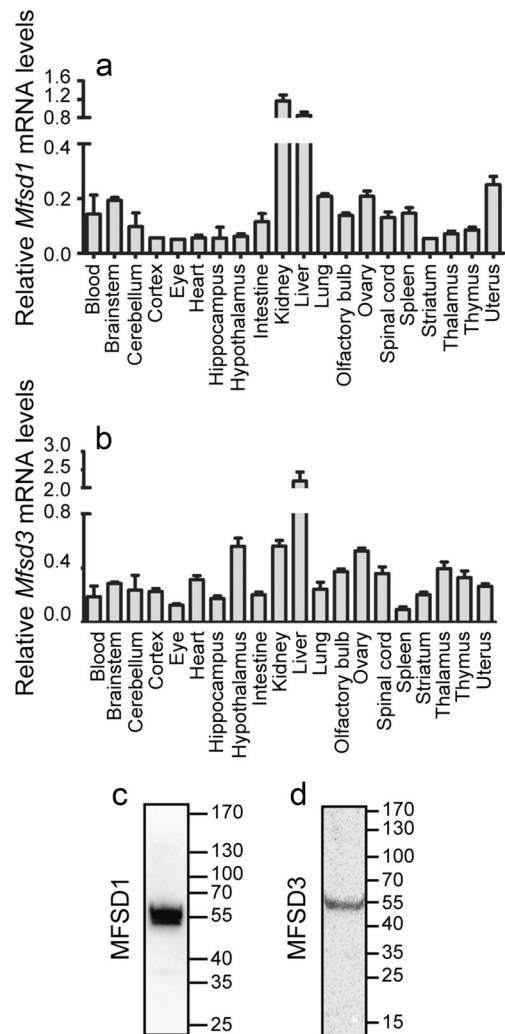 a
Relative Mfsd1 mRNA levels
1.6
1.2
0.8
0.4
0.2
0.0
Blood
Brainstem
Cerebellum
Cortex
Eye
Heart
Hippocampus
Hypothalamus
Intestine
Kidney
Liver
Lung
Olfactory bulb
Ovary
Spinal cord
Spleen
Striatum
Thalamus
Thymus
Uterus
b
Relative Mfsd3 mRNA levels
3.0
2.5
2.0
0.8
0.4
0.0
Blood
Brainstem
Cerebellum
Cortex
Eye
Heart
Hippocampus
Hypothalamus
Intestine
Kidney
Liver
Lung
Olfactory bulb
Ovary
Spinal cord
Spleen
Striatum
Thalamus
Thymus
Uterus
c
MFSD1
170
130
100
70
55
40
35
25
d
MFSD3
170
130
100
70
55
40
35
25
15